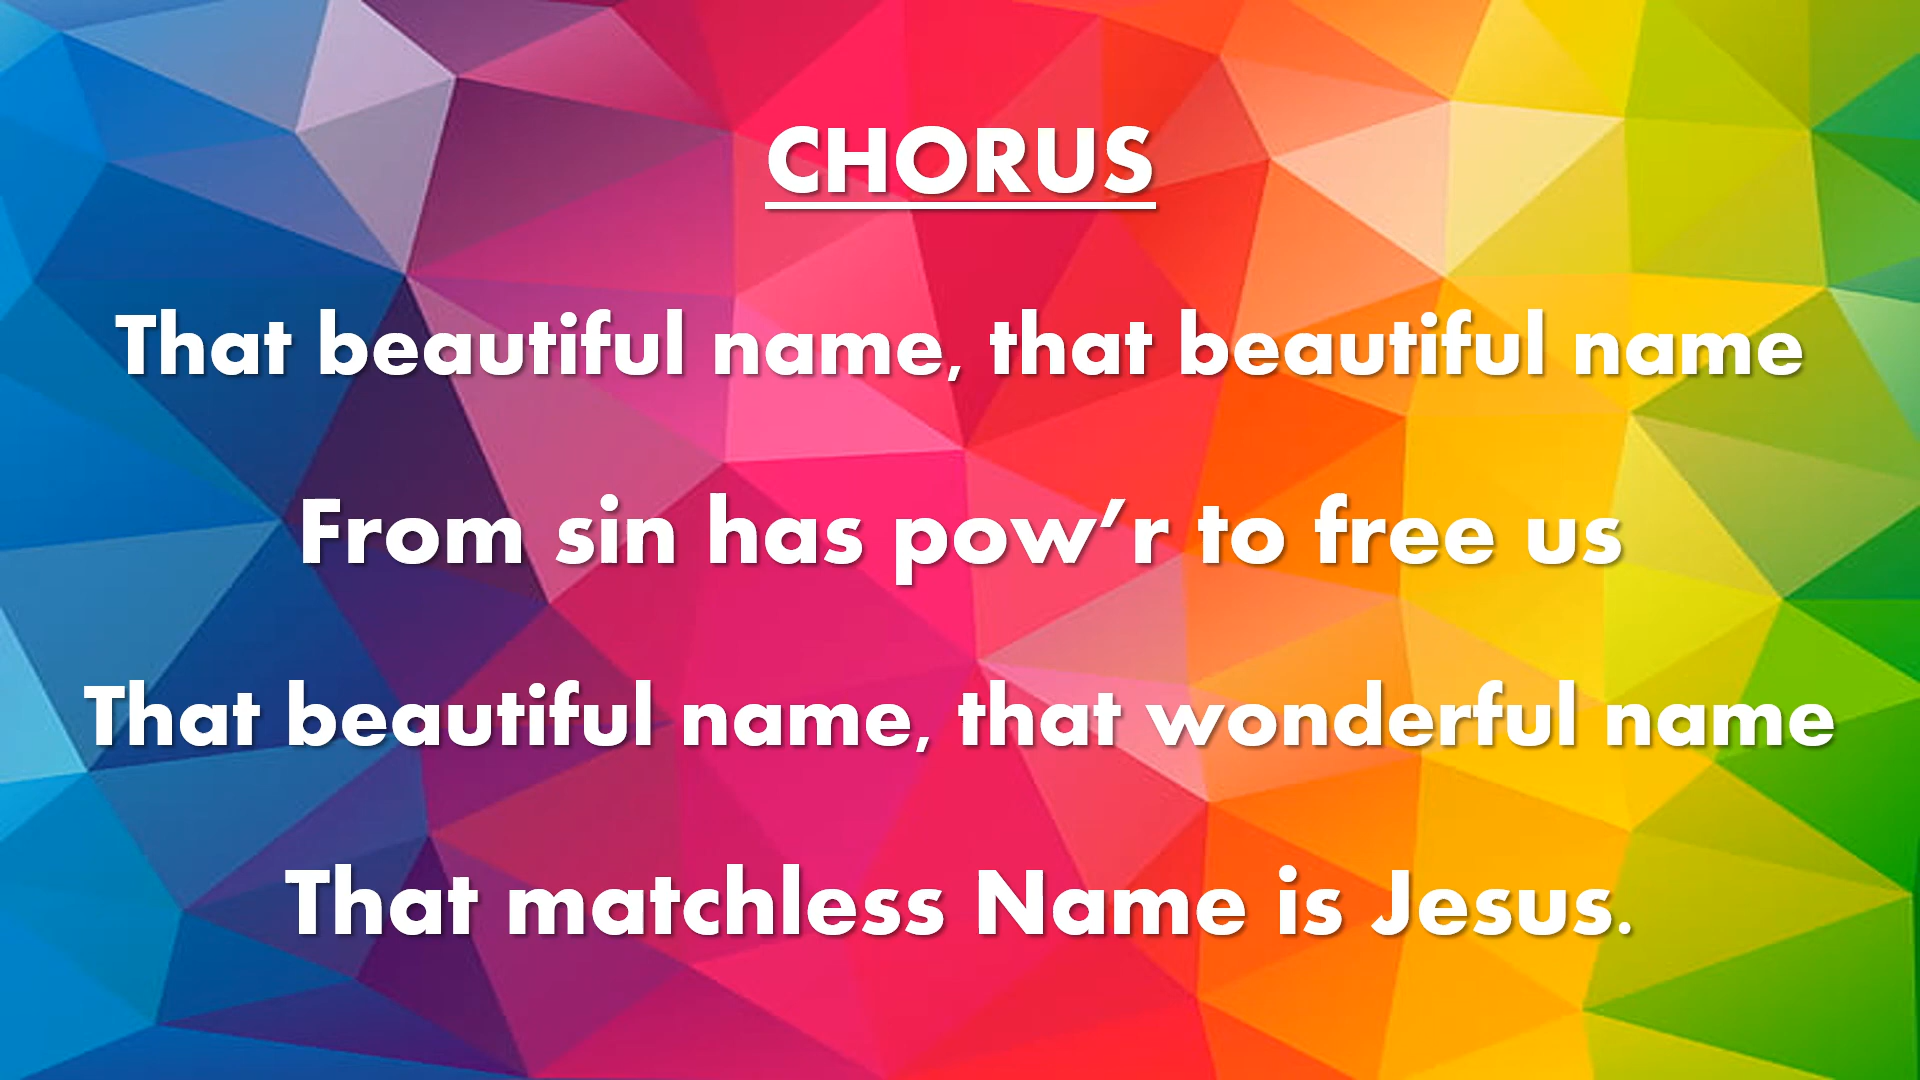 CHORUS
That beautiful name, that beautiful name
From sin has pow’r to free us
That beautiful name, that wonderful name
That matchless Name is Jesus.